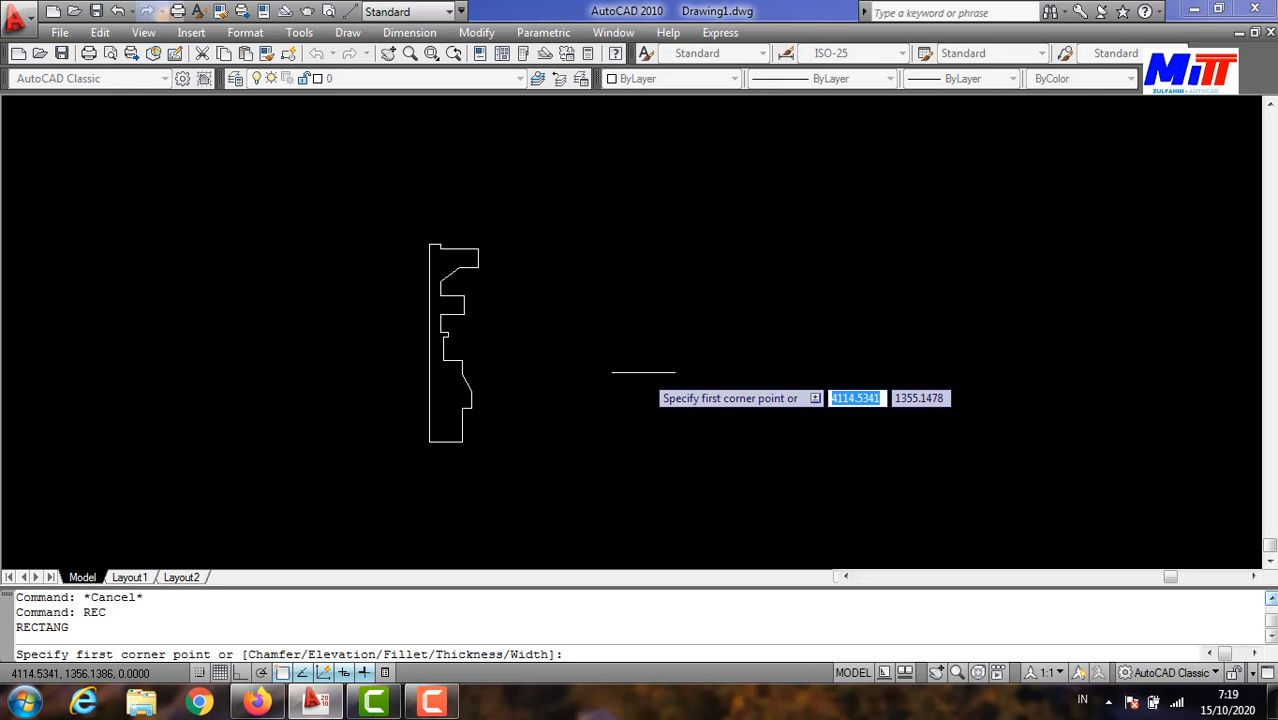 Standard
AutoCAD 2010 Drawing1.dwg
Type a keyword or phrase
File Edit View Insert Format Tools Draw Dimension Modify Parametric Window Help Express
Standard ISO-25 Standard Standard
MiTT
ZULFAHMI - AUTOCAD
AutoCAD Classic 0 ByLayer ByLayer ByLayer ByColor
Specify first corner point or 4114.5341 1355.1478
Model Layout1 Layout2
Command: *Cancel*
Command: REC
RECTANG
Specify first corner point or [Chamfer/Elevation/Fillet/Thickness/Width]:
4114.5341, 1356.1386, 0.0000 MODEL 1:1 AutoCAD Classic
IN 7:19
15/10/2020